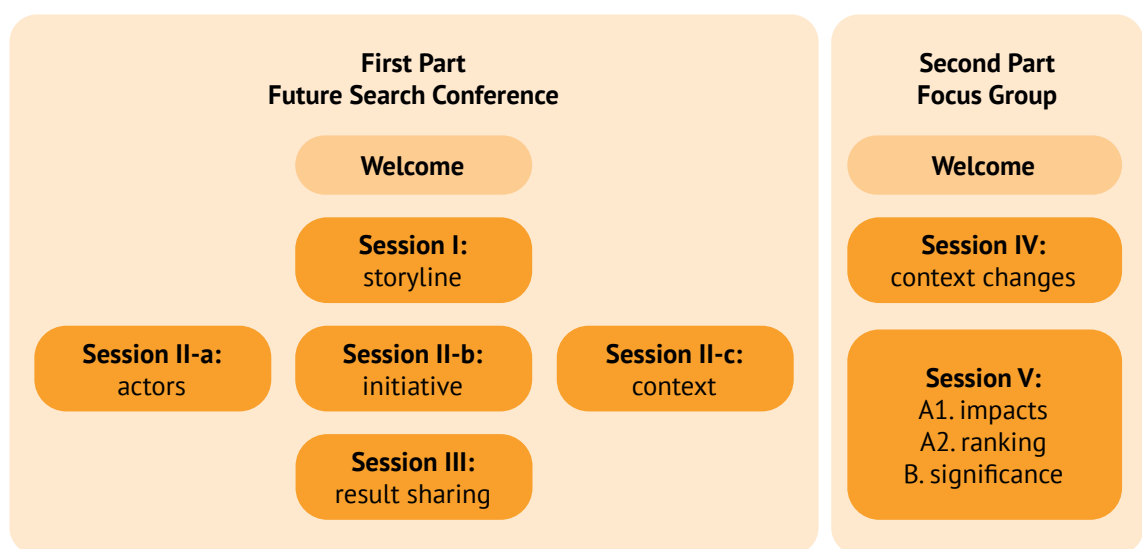 First Part
Future Search Conference
Welcome
Session I:
storyline
Session II-a:
actors
Session II-b:
initiative
Session II-c:
context
Session III:
result sharing
Second Part
Focus Group
Welcome
Session IV:
context changes
Session V:
A1. impacts
A2. ranking
B. significance